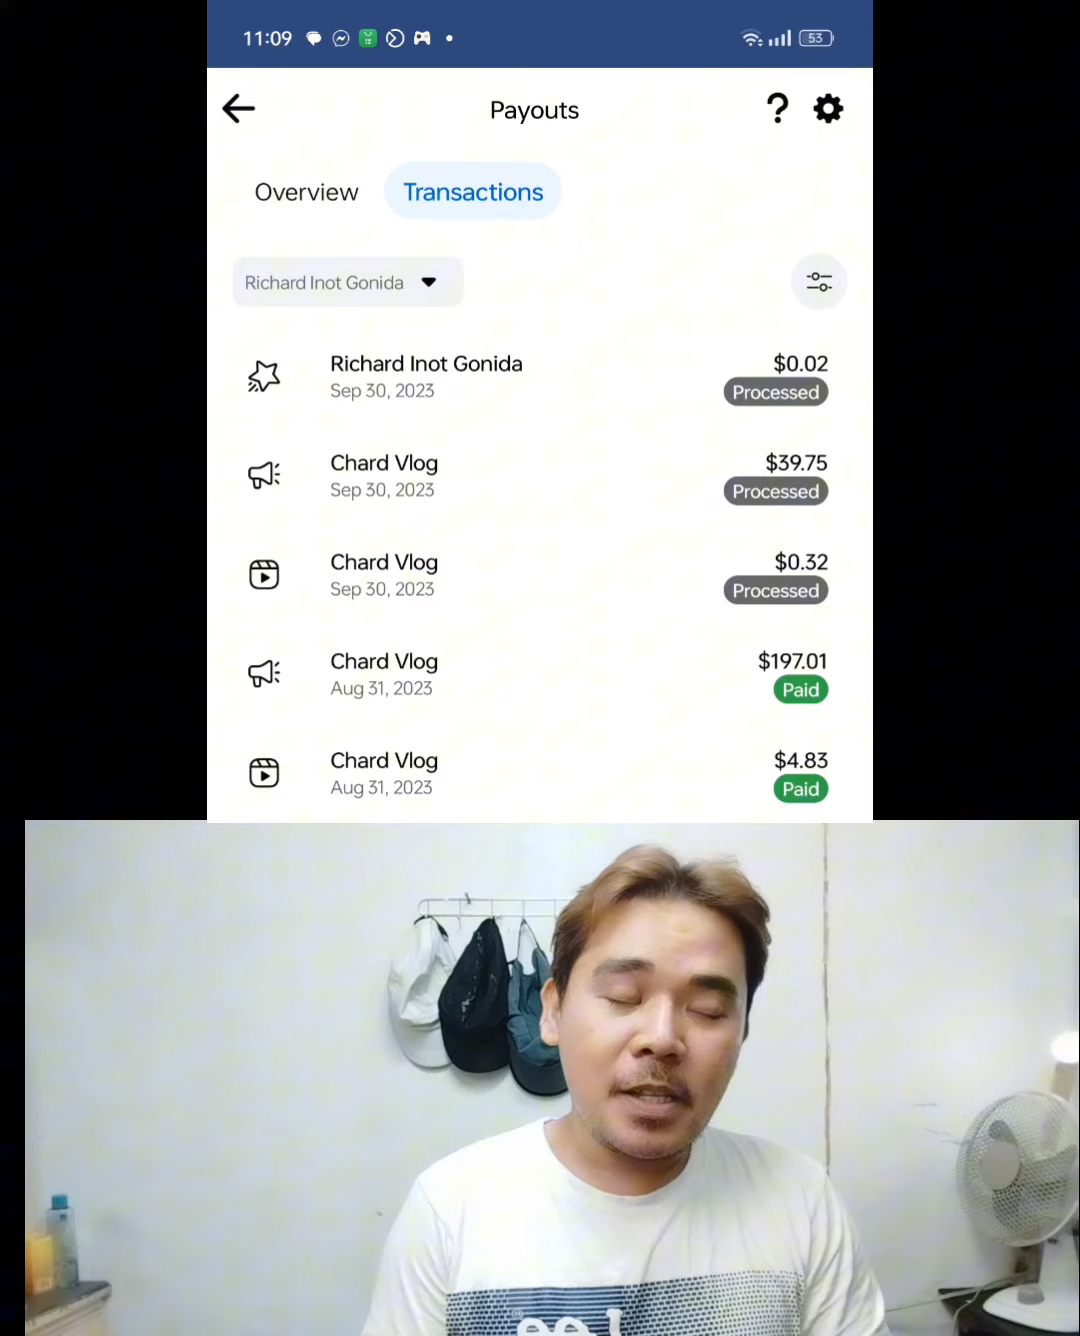 11:09
53
Payouts
Overview
Transactions
Richard Inot Gonida
Richard Inot Gonida
$0.02
Sep 30, 2023
Processed
Chard Vlog
$39.75
Sep 30, 2023
Processed
Chard Vlog
$0.32
Sep 30, 2023
Processed
Chard Vlog
$197.01
Aug 31, 2023
Paid
Chard Vlog
$4.83
Aug 31, 2023
Paid